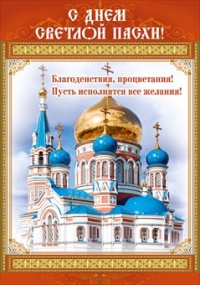 С ДНЕМ
СВЕТЛОЙ ПАСХИ!
Благоденствия, процветания!
Пусть исполнятся все желания!